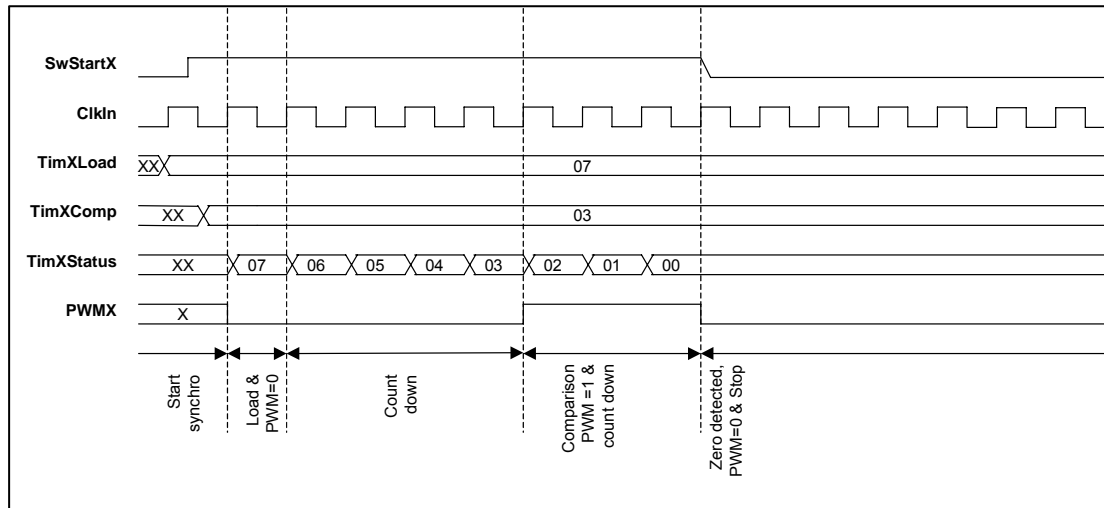 SwStartX
ClkIn
TimXLoad XX 07
TimXComp XX 03
TimXStatus XX 07 06 05 04 03 02 01 00
PWMX X
Start
synchro
Load &
PWM=0
Count
down
Comparison
PWM =1 &
count down
Zero detected,
PWM=0 & Stop